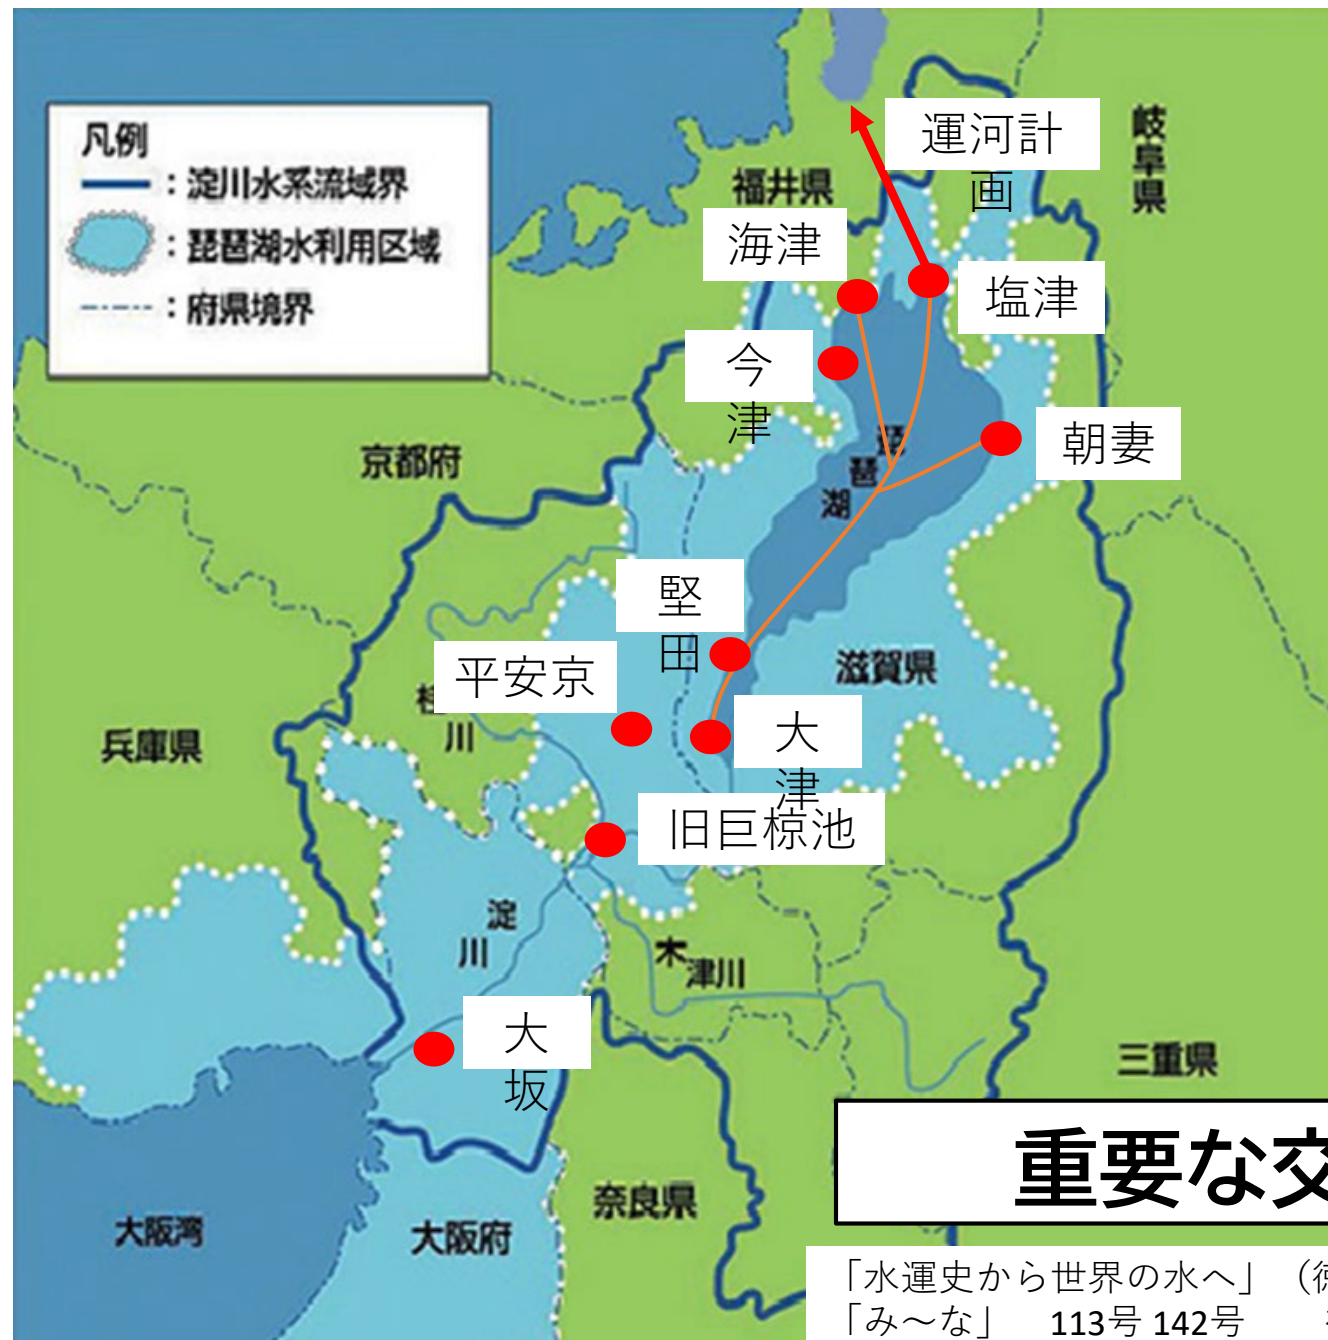 凡例
：淀川水系流域界
：琵琶湖水利用区域
：府県境界
運河計
画
岐阜県
福井県
海津
塩津
今
津
朝妻
琵
琶
湖
京都府
堅
田
平安京
滋賀県
桂
川
兵庫県
大
津
旧巨椋池
淀
川
木
津川
大
坂
三重県
重要な交
奈良県
大阪湾
大阪府
「水運史から世界の水へ」（徳
「み～な」　113号 142号